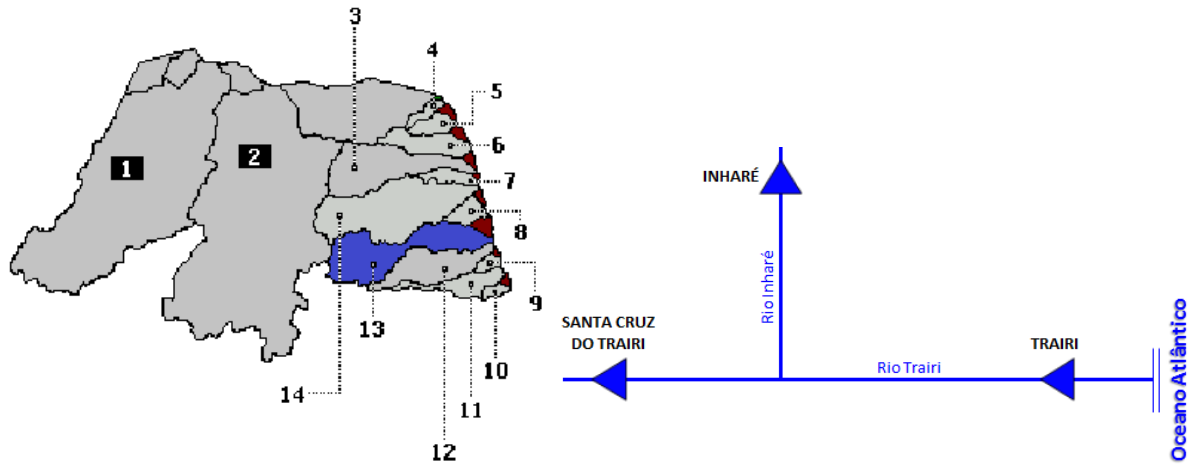 3
4
5
6
1
2
7
8
9
13
10
14
11
12
INHARÉ
Rio Inharé
SANTA CRUZ
DO TRAIRI
TRAIRI
Rio Trairi
Oceano Atlântico